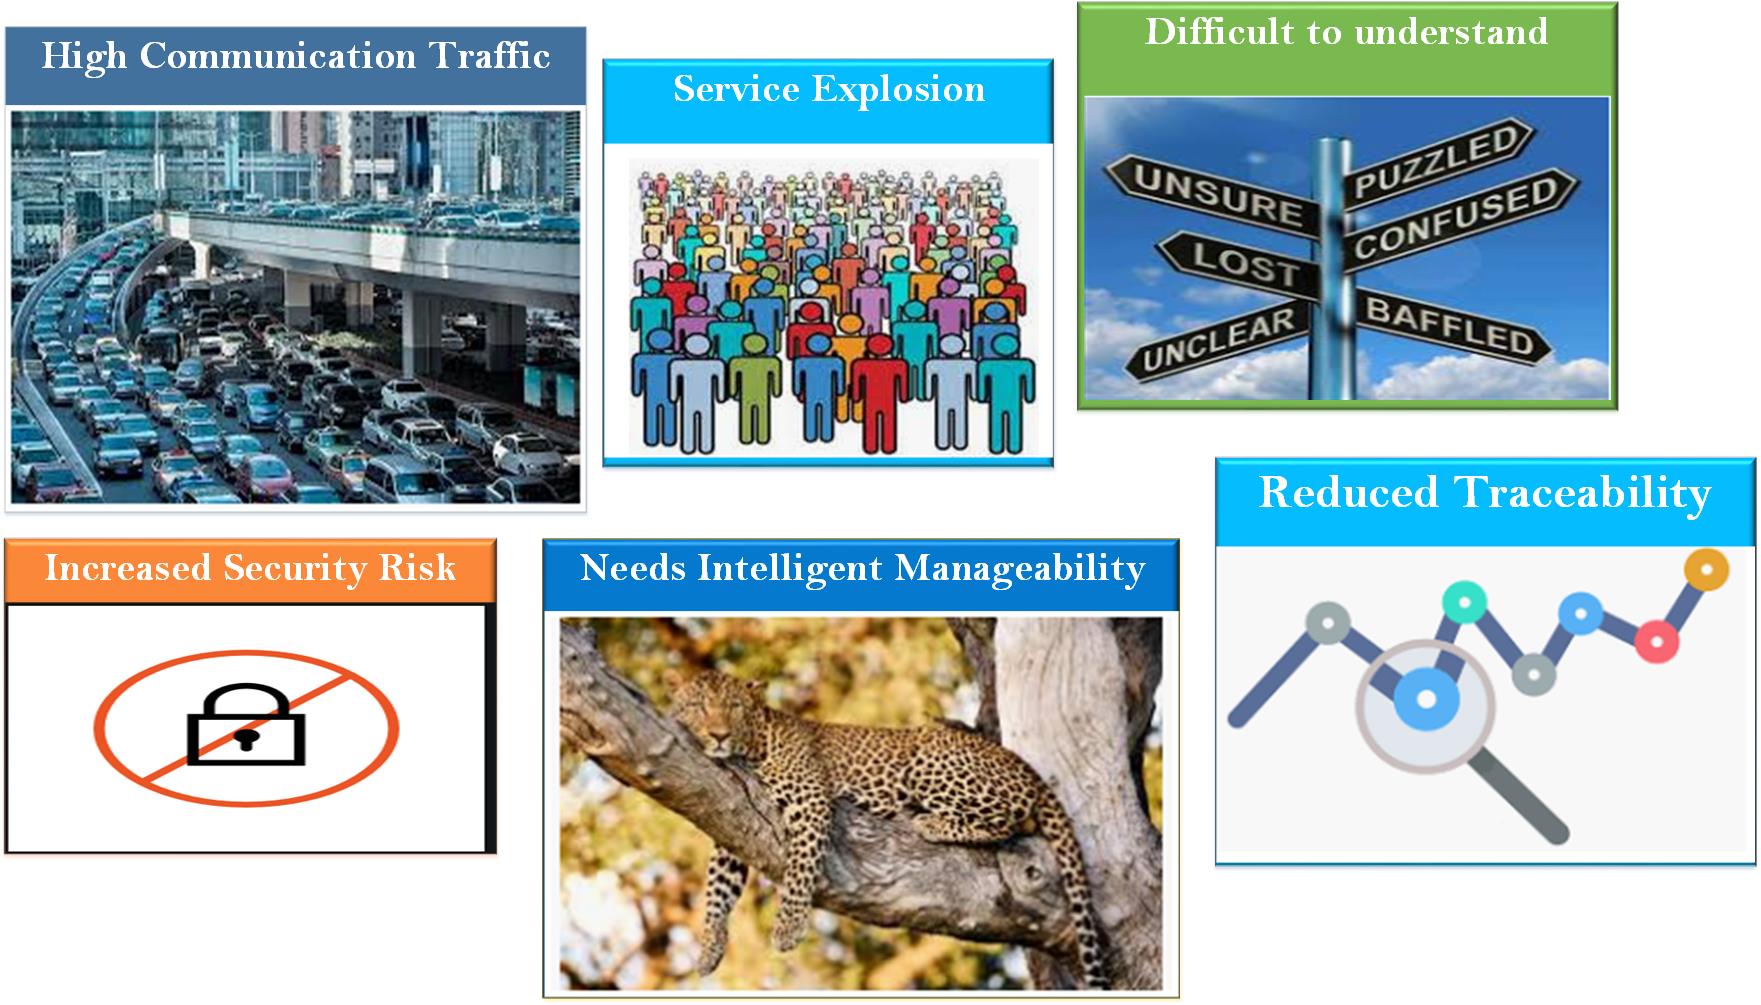 High Communication Traffic
Service Explosion
Difficult to understand
UNSURE
PUZZLED
CONFUSED
LOST
BAFFLED
UNCLEAR
Reduced Traceability
Increased Security Risk
Needs Intelligent Manageability